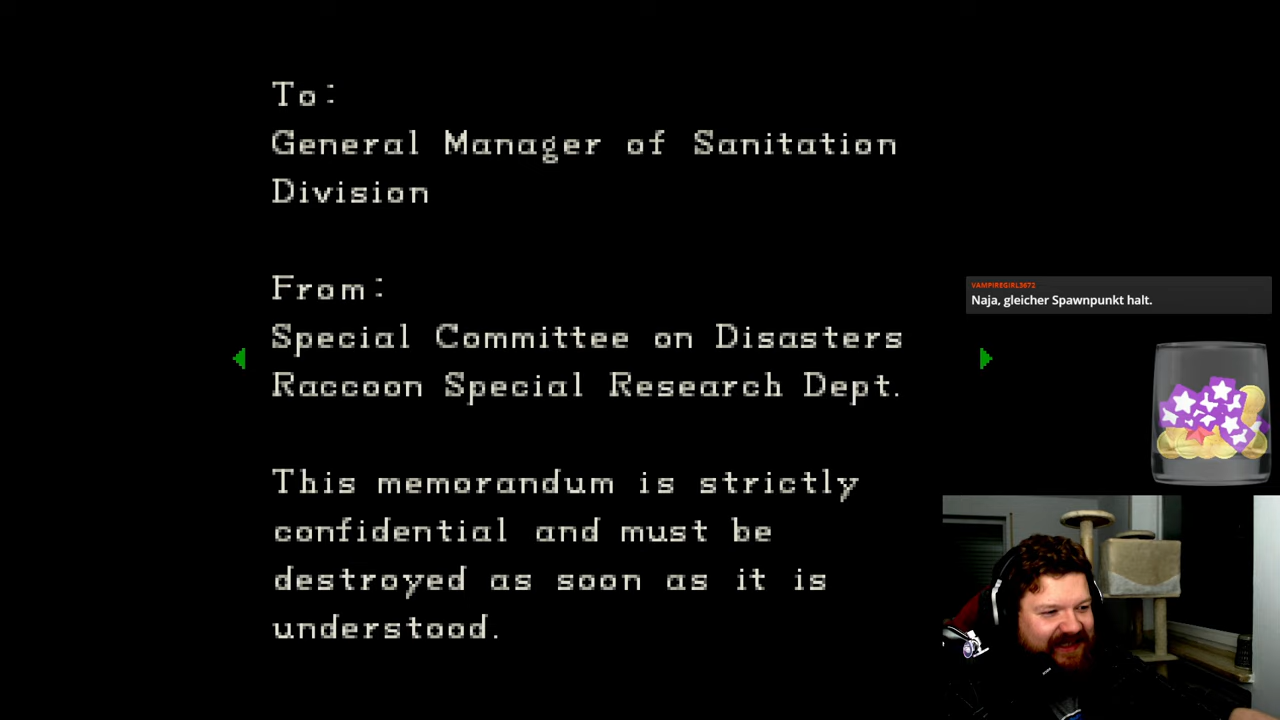 To:
General Manager of Sanitation
Division
From:
Special Committee on Disasters
Raccoon Special Research Dept.
This memorandum is strictly
confidential and must be
destroyed as soon as it is
understood.
VAMPIREGIRL3672
Naja, gleicher Spawnpunkt halt.